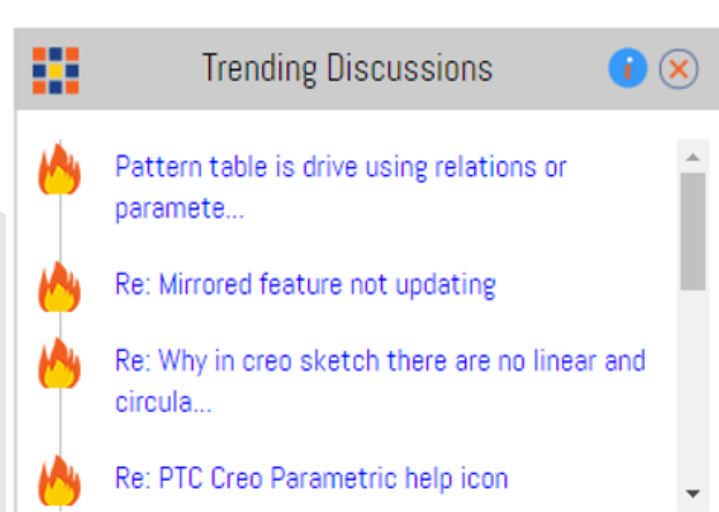 Trending Discussions
i
Pattern table is drive using relations or
paramete...
Re: Mirrored feature not updating
Re: Why in creo sketch there are no linear and
circula...
Re: PTC Creo Parametric help icon